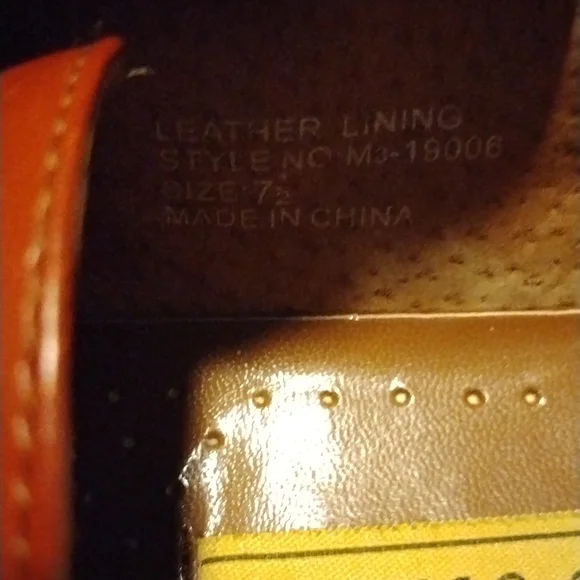 LEATHER LINING
STYLE NO M3-19006
SIZE 7½
MADE IN CHINA